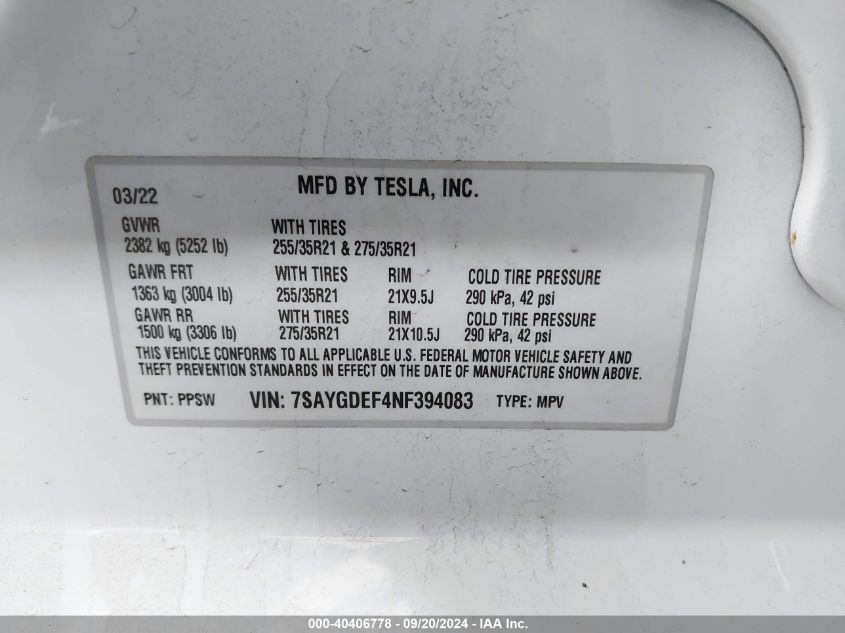 03/22
MFD BY TESLA, INC.
GVWR WITH TIRES
2382 kg (5252 lb) 255/35R21 & 275/35R21
GAWR FRT WITH TIRES RIM COLD TIRE PRESSURE
1363 kg (3004 lb) 255/35R21 21X9.5J 290 kPa, 42 psi
GAWR RR WITH TIRES RIM COLD TIRE PRESSURE
1500 kg (3306 lb) 275/35R21 21X10.5J 290 kPa, 42 psi
THIS VEHICLE CONFORMS TO ALL APPLICABLE U.S. FEDERAL MOTOR VEHICLE SAFETY AND
THEFT PREVENTION STANDARDS IN EFFECT ON THE DATE OF MANUFACTURE SHOWN ABOVE.
PNT: PPSW VIN: 7SAYGDEF4NF394083 TYPE: MPV
000-40406778 - 09/20/2024 - IAA Inc.